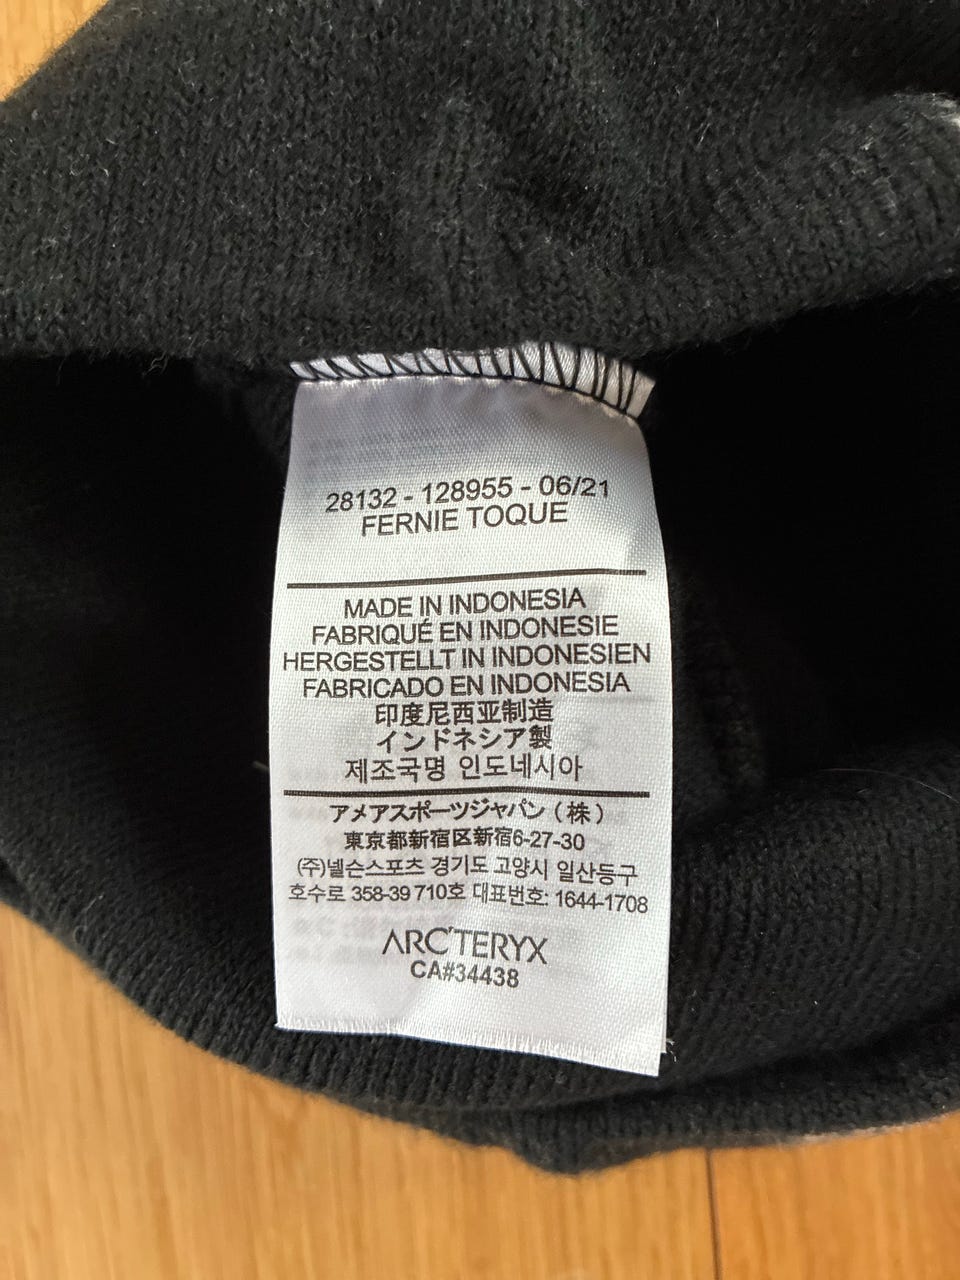 28132 - 128955 - 06/21
FERNIE TOQUE
MADE IN INDONESIA
FABRIQUÉ EN INDONESIE
HERGESTELLT IN INDONESIEN
FABRICADO EN INDONESIA
印度尼西亚制造
インドネシア製
제조국명 인도네시아
アメアスポーツジャパン（株）
東京都新宿区新宿6-27-30
(주)넬슨스포츠 경기도 고양시 일산동구
호수로 358-39 710호 대표번호: 1644-1708
ARC'TERYX
CA#34438